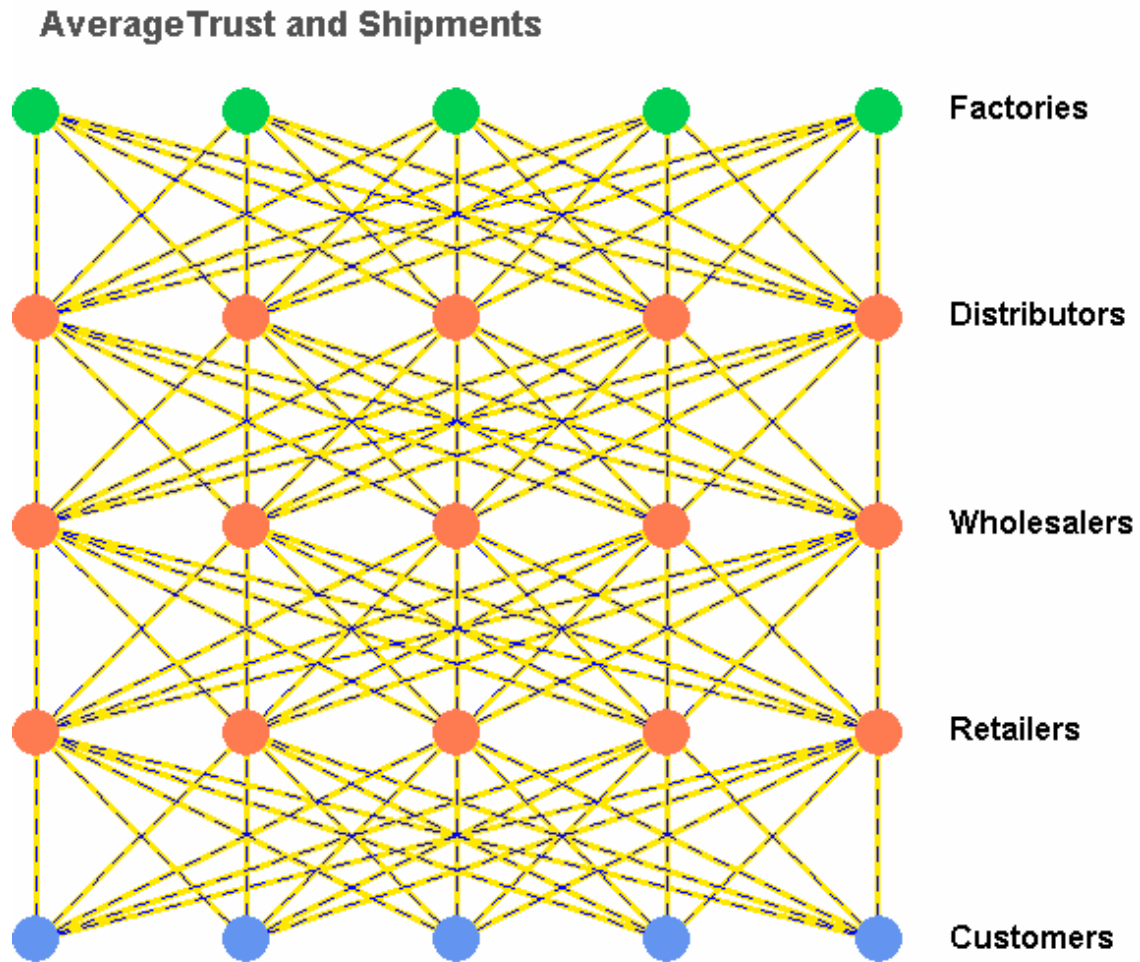 AverageTrust and Shipments
Factories
Distributors
Wholesalers
Retailers
Customers